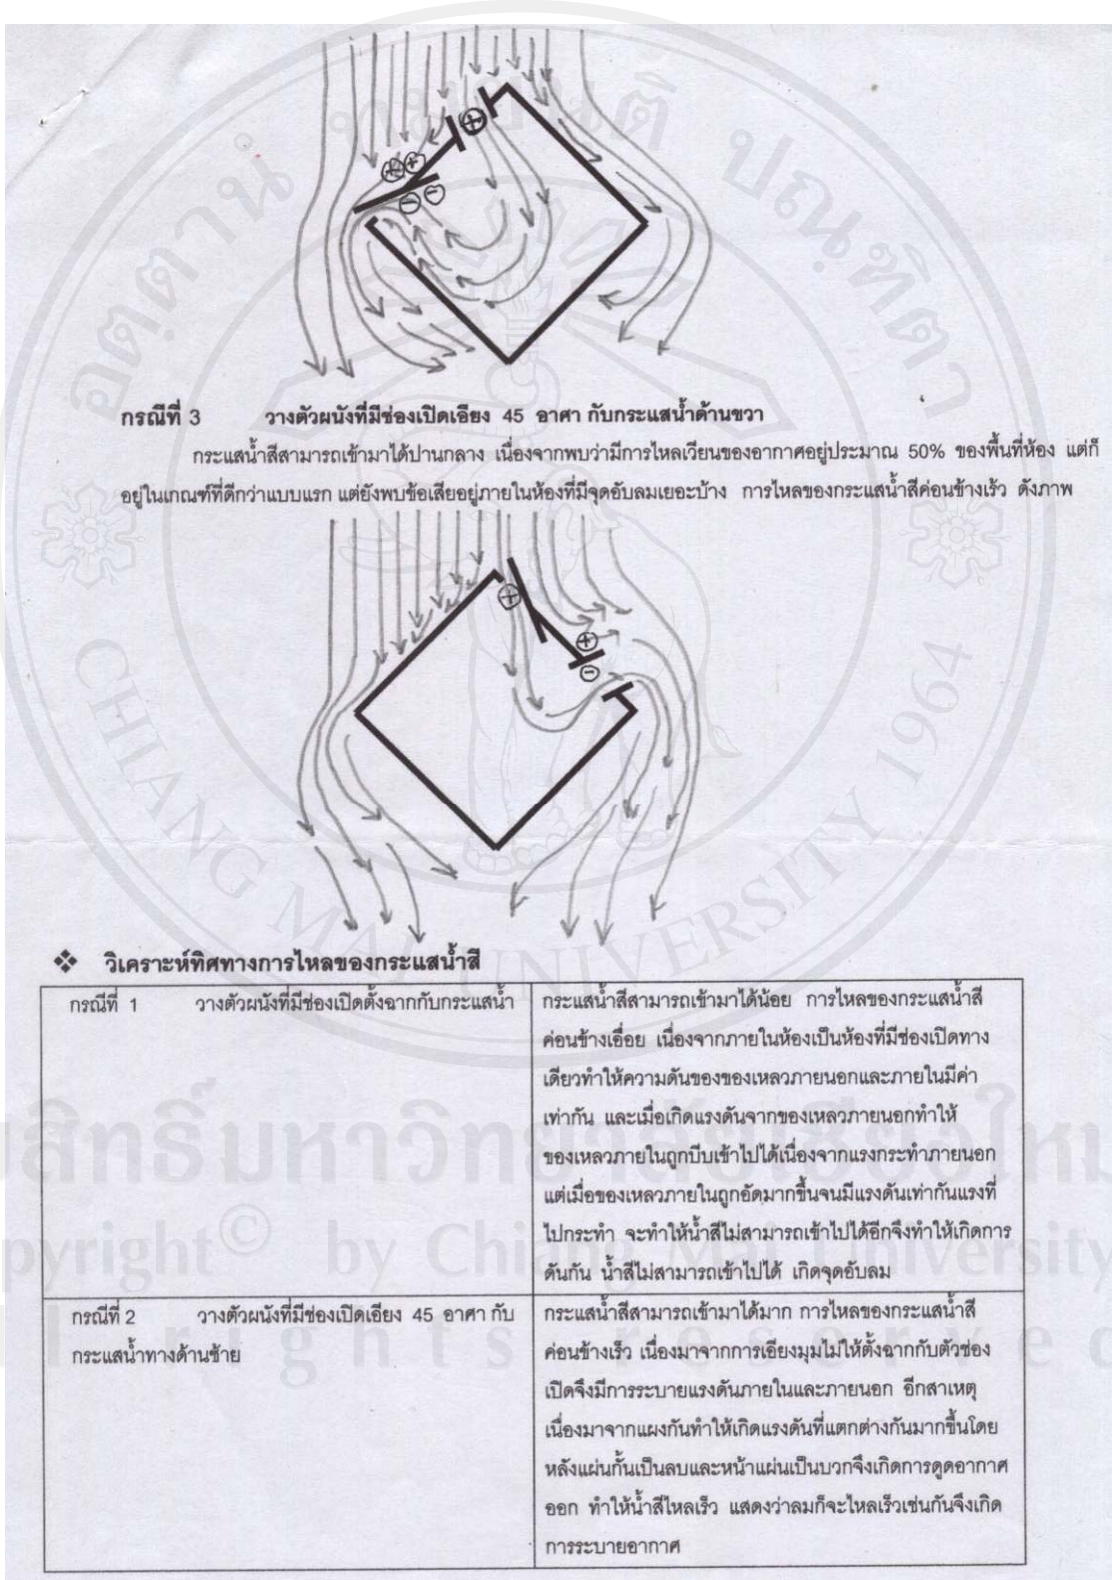 กรณีที่ 3 วางตัวผนังที่มีช่องเปิดเอียง 45 อาศา กับกระแสน้ำด้านขวา
กระแสน้ำสีสามารถเข้ามาได้ปานกลาง เนื่องจากพบว่ามีการไหลเวียนของอากาศอยู่ประมาณ 50% ของพื้นที่ห้อง แต่ก็
อยู่ในเกณฑ์ที่ดีกว่าแบบแรก แต่ยังพบข้อเสียอยู่ภายในห้องที่มีจุดอับลมเยอะบ้าง การไหลของกระแสน้ำสีค่อนข้างเร็ว ดังภาพ
❖ วิเคราะห์ทิศทางการไหลของกระแสน้ำสี
กรณีที่ 1 วางตัวผนังที่มีช่องเปิดตั้งฉากกับกระแสน้ำ
กระแสน้ำสีสามารถเข้ามาได้น้อย การไหลของกระแสน้ำสี
ค่อนข้างเอื่อย เนื่องจากภายในห้องเป็นห้องที่มีช่องเปิดทาง
เดียวทำให้ความดันของของเหลวภายนอกและภายในมีค่า
เท่ากัน และเมื่อเกิดแรงดันจากของเหลวภายนอกทำให้
ของเหลวภายในถูกบีบเข้าไปได้เนื่องจากแรงกระทำภายนอก
แต่เมื่อของเหลวภายในถูกอัดมากขึ้นจนมีแรงดันเท่ากันแรงที่
ไปกระทำ จะทำให้น้ำสีไม่สามารถเข้าไปได้อีกจึงทำให้เกิดการ
ดันกัน น้ำสีไม่สามารถเข้าไปได้ เกิดจุดอับลม
กรณีที่ 2 วางตัวผนังที่มีช่องเปิดเอียง 45 อาศา กับ
กระแสน้ำทางด้านซ้าย
กระแสน้ำสีสามารถเข้ามาได้มาก การไหลของกระแสน้ำสี
ค่อนข้างเร็ว เนื่องมาจากการเอียงมุมไม่ให้ตั้งฉากกับตัวช่อง
เปิดจึงมีการระบายแรงดันภายในและภายนอก อีกสาเหตุ
เนื่องมาจากแผงกันทำให้เกิดแรงดันที่แตกต่างกันมากขึ้นโดย
หลังแผ่นกั้นเป็นลบและหน้าแผ่นเป็นบวกจึงเกิดการดูดอากาศ
ออก ทำให้น้ำสีไหลเร็ว แสดงว่าลมก็จะไหลเร็วเช่นกันจึงเกิด
การระบายอากาศ
CHIANG MAI UNIVERSITY 1964